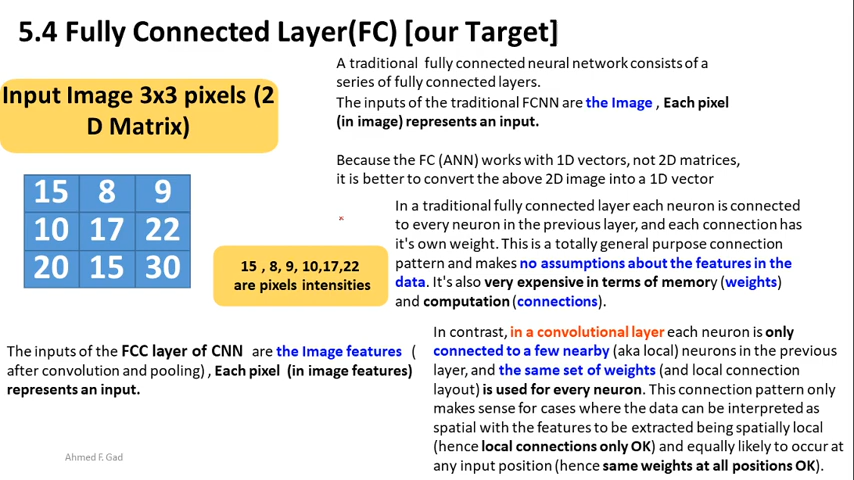 5.4 Fully Connected Layer(FC) [our Target]
A traditional fully connected neural network consists of a
series of fully connected layers.
The inputs of the traditional FCNN are the Image , Each pixel
(in image) represents an input.
Input Image 3x3 pixels (2
D Matrix)
Because the FC (ANN) works with 1D vectors, not 2D matrices,
it is better to convert the above 2D image into a 1D vector
15 8 9
10 17 22
20 15 30
In a traditional fully connected layer each neuron is connected
to every neuron in the previous layer, and each connection has
it's own weight. This is a totally general purpose connection
pattern and makes no assumptions about the features in the
data. It's also very expensive in terms of memory (weights)
and computation (connections).
15 , 8, 9, 10,17,22
are pixels intensities
The inputs of the FCC layer of CNN are the Image features (
after convolution and pooling) , Each pixel (in image features)
represents an input.
In contrast, in a convolutional layer each neuron is only
connected to a few nearby (aka local) neurons in the previous
layer, and the same set of weights (and local connection
layout) is used for every neuron. This connection pattern only
makes sense for cases where the data can be interpreted as
spatial with the features to be extracted being spatially local
(hence local connections only OK) and equally likely to occur at
any input position (hence same weights at all positions OK).
Ahmed F. Gad